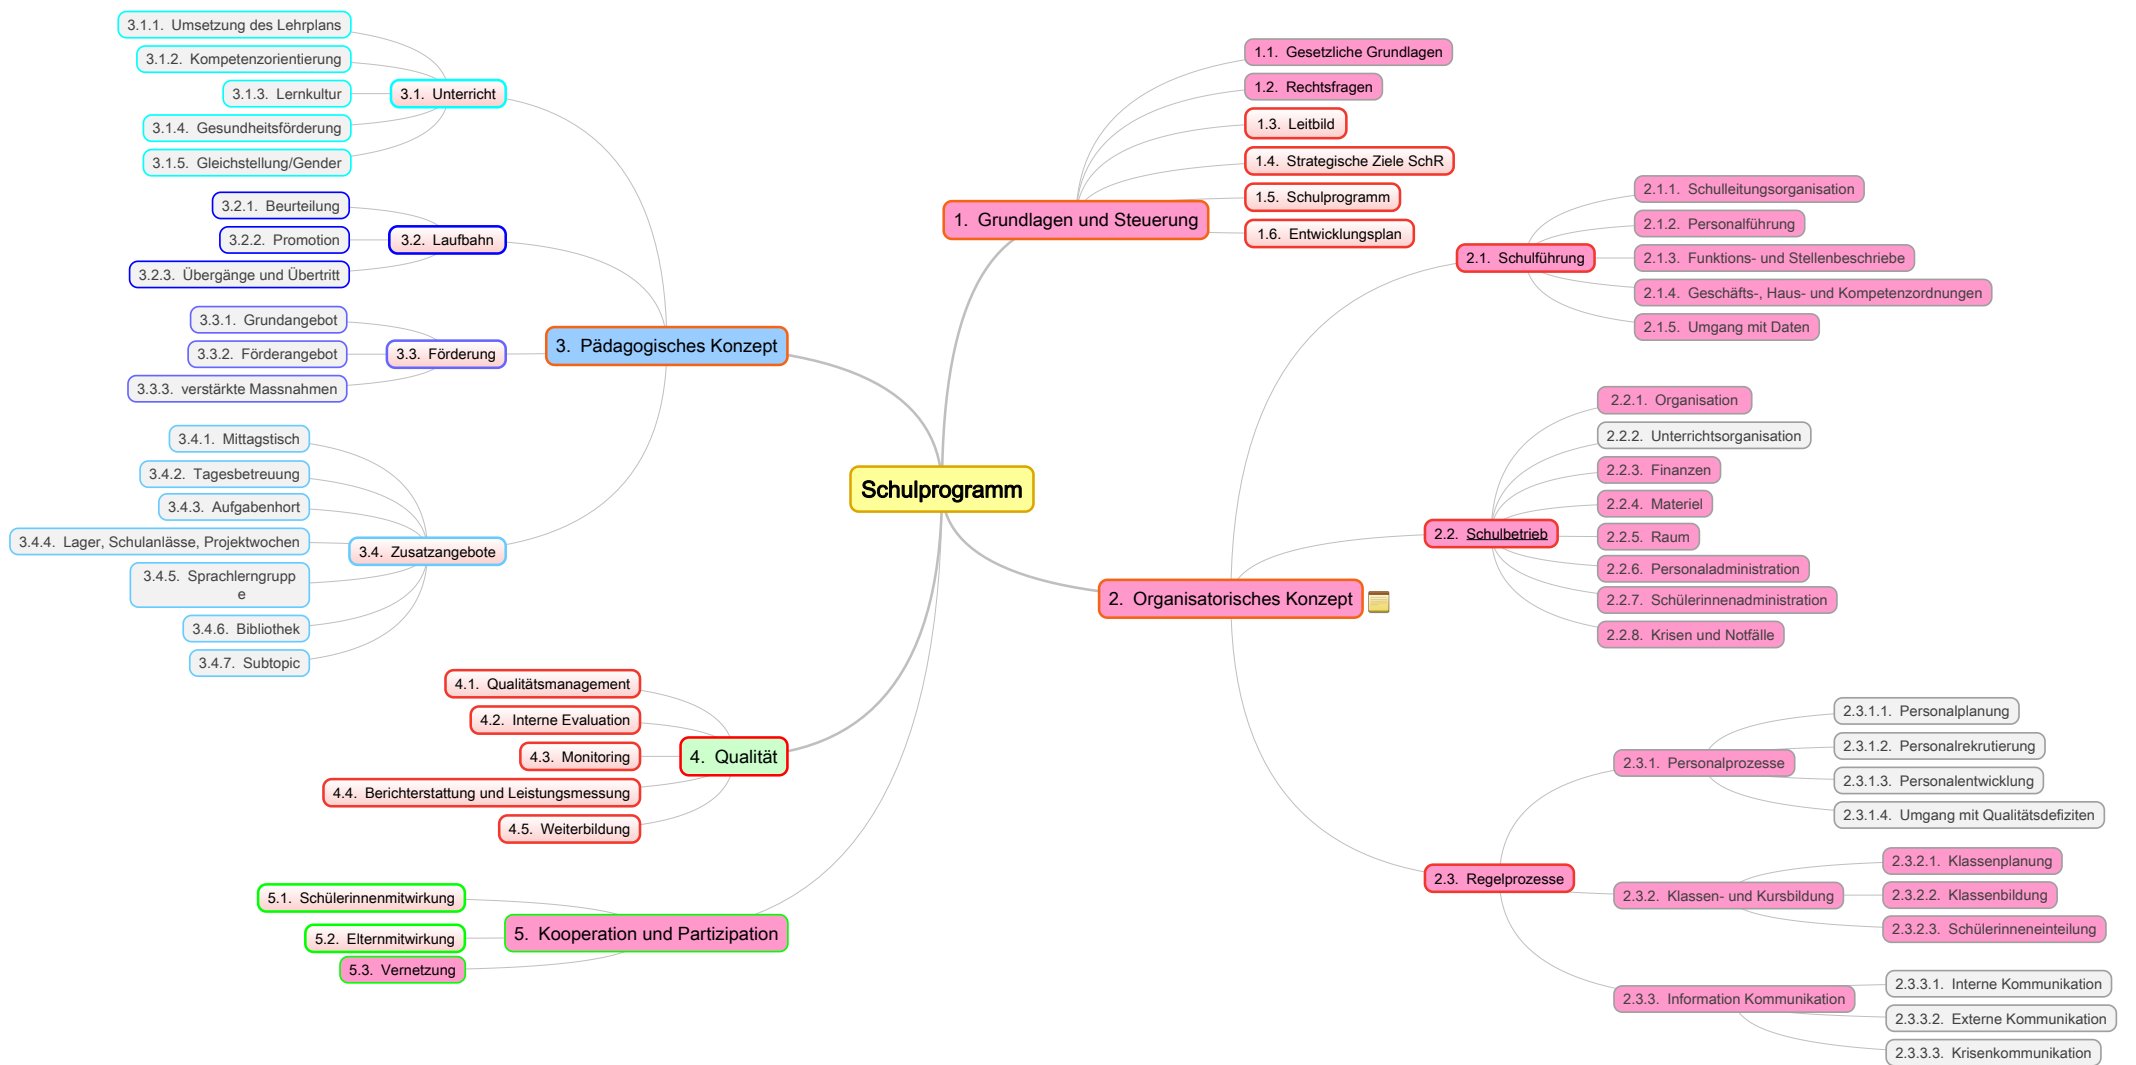 Schulprogramm
1. Grundlagen und Steuerung
1.1. Gesetzliche Grundlagen
1.2. Rechtsfragen
1.3. Leitbild
1.4. Strategische Ziele SchR
1.5. Schulprogramm
1.6. Entwicklungsplan
2. Organisatorisches Konzept
2.1. Schulführung
2.1.1. Schulleitungsorganisation
2.1.2. Personalführung
2.1.3. Funktions- und Stellenbeschriebe
2.1.4. Geschäfts-, Haus- und Kompetenzordnungen
2.1.5. Umgang mit Daten
2.2. Schulbetrieb
2.2.1. Organisation
2.2.2. Unterrichtsorganisation
2.2.3. Finanzen
2.2.4. Materiel
2.2.5. Raum
2.2.6. Personaladministration
2.2.7. Schülerinnenadministration
2.2.8. Krisen und Notfälle
2.3. Regelprozesse
2.3.1. Personalprozesse
2.3.1.1. Personalplanung
2.3.1.2. Personalrekrutierung
2.3.1.3. Personalentwicklung
2.3.1.4. Umgang mit Qualitätsdefiziten
2.3.2. Klassen- und Kursbildung
2.3.2.1. Klassenplanung
2.3.2.2. Klassenbildung
2.3.2.3. Schülerinneneinteilung
2.3.3. Information Kommunikation
2.3.3.1. Interne Kommunikation
2.3.3.2. Externe Kommunikation
2.3.3.3. Krisenkommunikation
3. Pädagogisches Konzept
3.1. Unterricht
3.1.1. Umsetzung des Lehrplans
3.1.2. Kompetenzorientierung
3.1.3. Lernkultur
3.1.4. Gesundheitsförderung
3.1.5. Gleichstellung/Gender
3.2. Laufbahn
3.2.1. Beurteilung
3.2.2. Promotion
3.2.3. Übergänge und Übertritt
3.3. Förderung
3.3.1. Grundangebot
3.3.2. Förderangebot
3.3.3. verstärkte Massnahmen
3.4. Zusatzangebote
3.4.1. Mittagstisch
3.4.2. Tagesbetreuung
3.4.3. Aufgabenhort
3.4.4. Lager, Schulanlässe, Projektwochen
3.4.5. Sprachlerngrupp
e
3.4.6. Bibliothek
3.4.7. Subtopic
4. Qualität
4.1. Qualitätsmanagement
4.2. Interne Evaluation
4.3. Monitoring
4.4. Berichterstattung und Leistungsmessung
4.5. Weiterbildung
5. Kooperation und Partizipation
5.1. Schülerinnenmitwirkung
5.2. Elternmitwirkung
5.3. Vernetzung